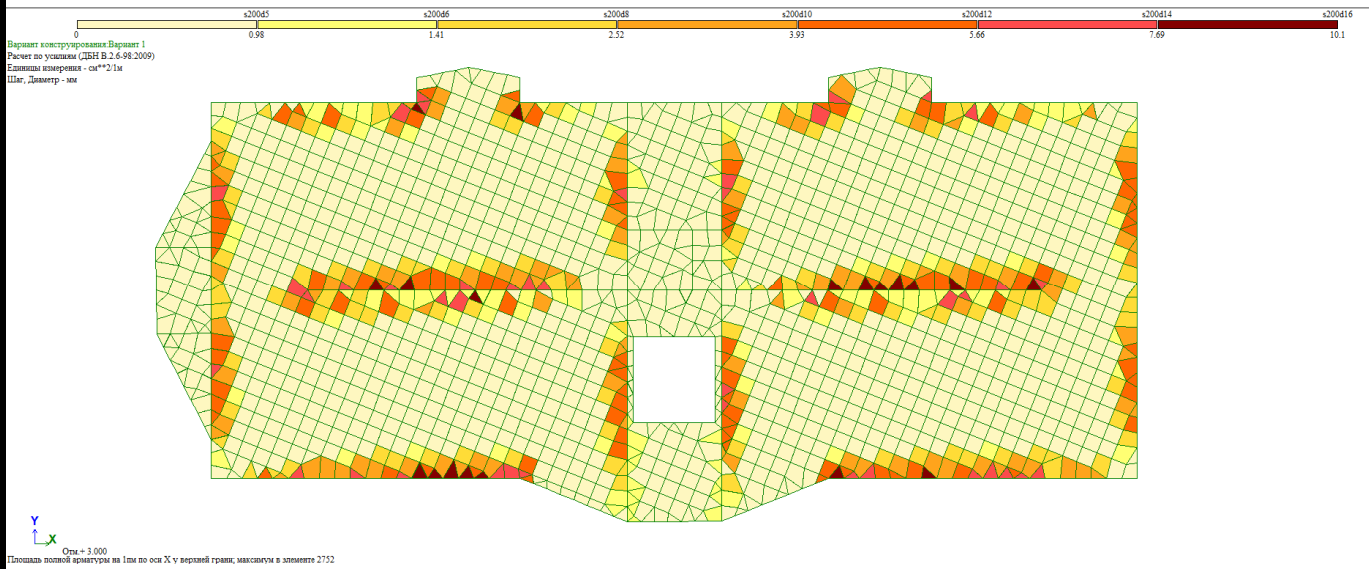 s200d5 s200d6 s200d8 s200d10 s200d12 s200d14 s200d16
0 0.98 1.41 2.52 3.93 5.66 7.69 10.1
Вариант конструирования:Вариант 1
Расчет по усилиям (ДБН В.2.6-98:2009)
Единицы измерения - см**2/1м
Шаг, Диаметр - мм
Y
X
Отм.+ 3.000
Площадь полной арматуры на 1пм по оси X у верхней грани; максимум в элементе 2752